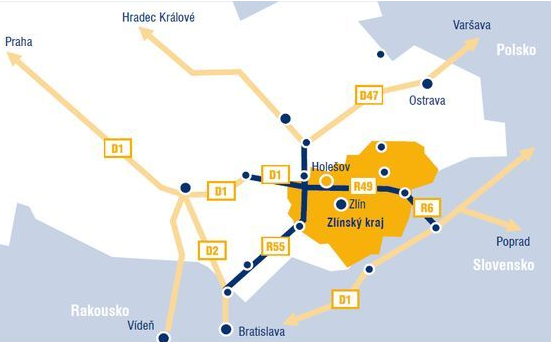 Hradec Králové
Varšava
Praha
Polsko
D47
Ostrava
D1
Holešov
D1
D1
R49
Zlín
R6
Zlínský kraj
D2
R55
Poprad
Slovensko
D1
Rakousko
Vídeň
Bratislava